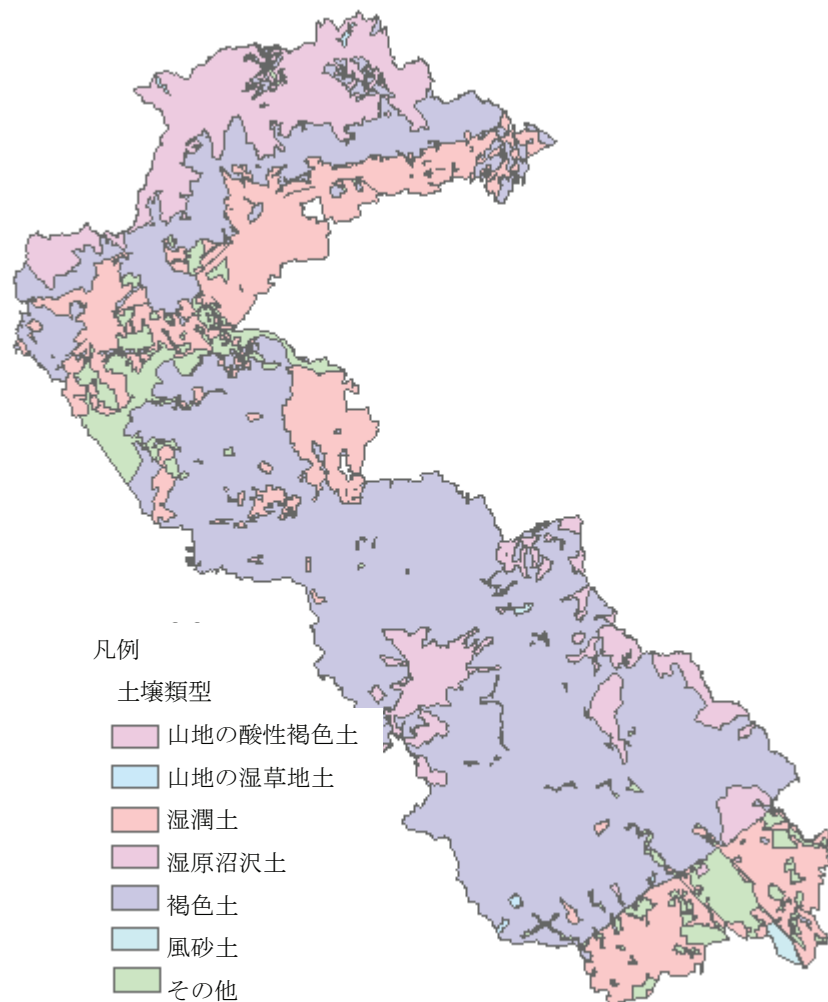 凡例
土壌類型
山地の酸性褐色土
山地の湿草地土
湿潤土
湿原沼沢土
褐色土
風砂土
その他